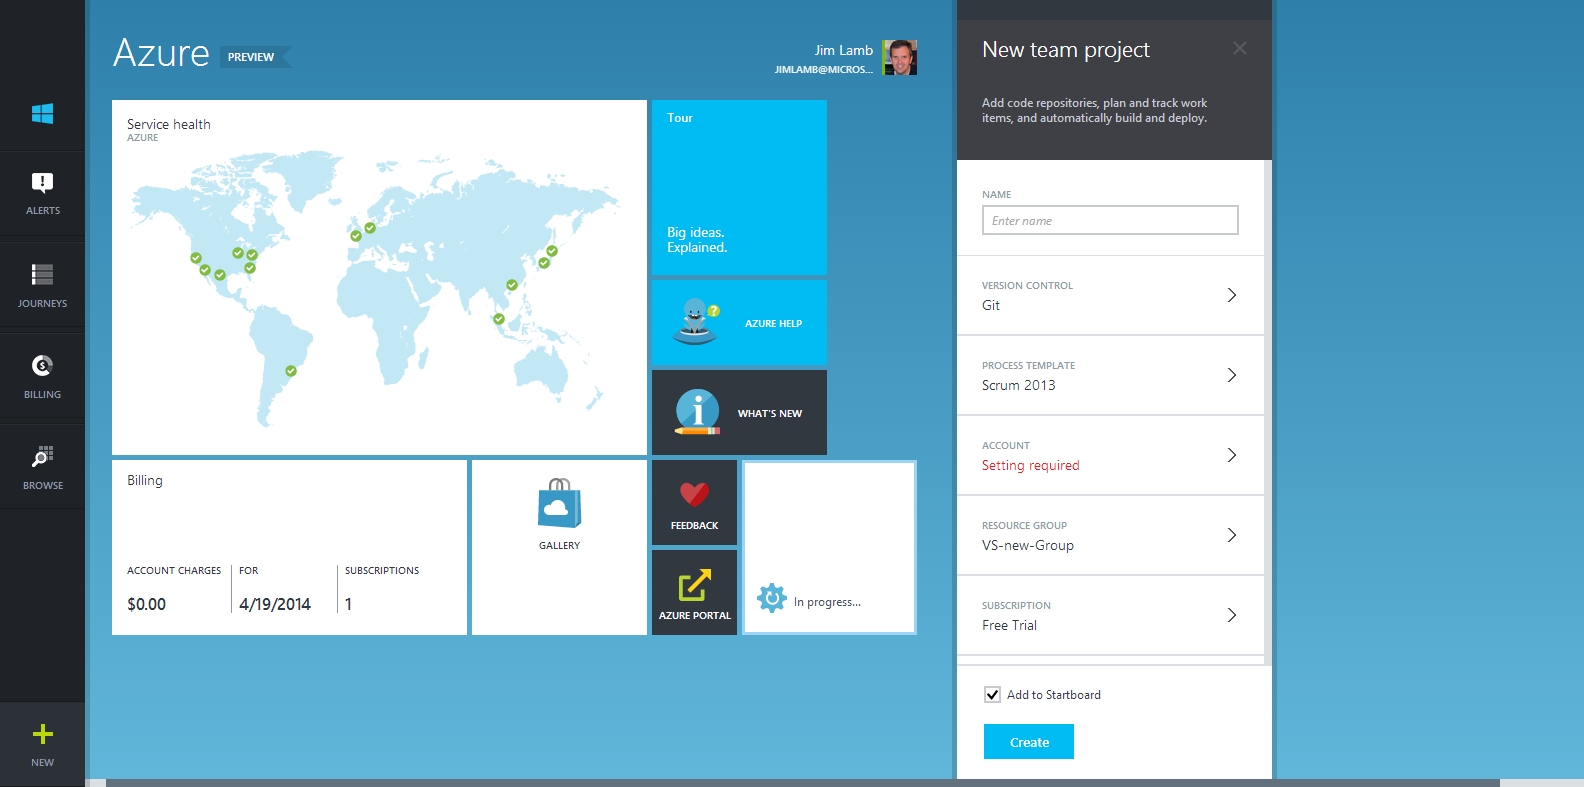 Azure
PREVIEW
Jim Lamb
JIMLAMB@MICROS...
ALERTS
JOURNEYS
BILLING
BROWSE
NEW
Service health
AZURE
Tour
Big ideas.
Explained.
AZURE HELP
WHAT'S NEW
Billing
ACCOUNT CHARGES
$0.00
FOR
4/19/2014
SUBSCRIPTIONS
1
GALLERY
FEEDBACK
AZURE PORTAL
In progress...
New team project
Add code repositories, plan and track work
items, and automatically build and deploy.
NAME
Enter name
VERSION CONTROL
Git
PROCESS TEMPLATE
Scrum 2013
ACCOUNT
Setting required
RESOURCE GROUP
VS-new-Group
SUBSCRIPTION
Free Trial
Add to Startboard
Create